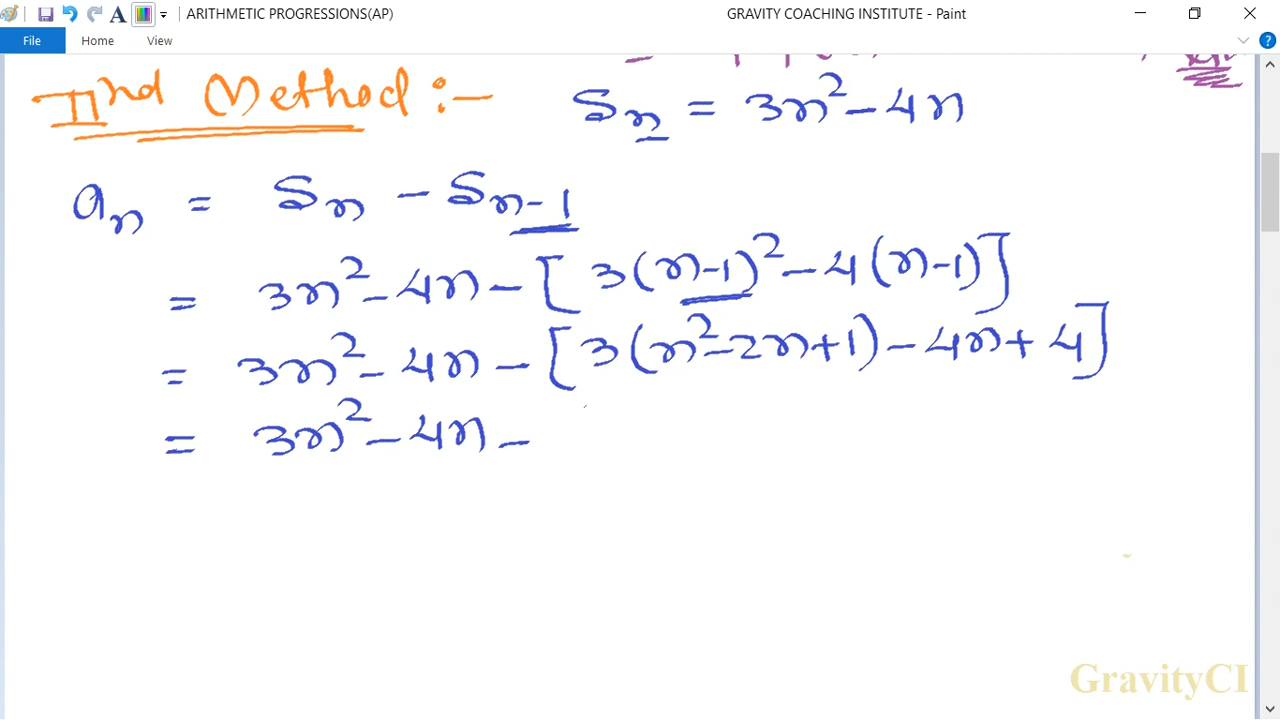 ARITHMETIC PROGRESSIONS(AP)
GRAVITY COACHING INSTITUTE - Paint
File Home View
IInd Method :-
Sn = 3n² - 4n
an = Sn - Sn-1
= 3n² - 4n - [3(n-1)² - 4(n-1)]
= 3n² - 4n - [3(n² - 2n + 1) - 4n + 4]
= 3n² - 4n -
GravityCI